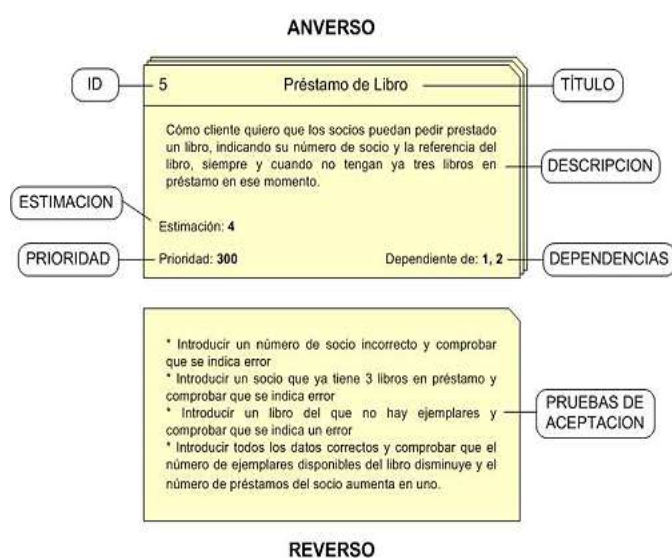 ANVERSO
ID
5 Préstamo de Libro
TÍTULO
Cómo cliente quiero que los socios puedan pedir prestado
un libro, indicando su número de socio y la referencia del
libro, siempre y cuando no tengan ya tres libros en
préstamo en ese momento.
DESCRIPCION
ESTIMACION
Estimación: 4
PRIORIDAD
Prioridad: 300 Dependiente de: 1, 2
DEPENDENCIAS
* Introducir un número de socio incorrecto y comprobar
que se indica error
* Introducir un socio que ya tiene 3 libros en préstamo y
comprobar que se indica error
* Introducir un libro del que no hay ejemplares y
comprobar que se indica un error
* Introducir todos los datos correctos y comprobar que el
número de ejemplares disponibles del libro disminuye y el
número de préstamos del socio aumenta en uno.
PRUEBAS DE
ACEPTACION
REVERSO